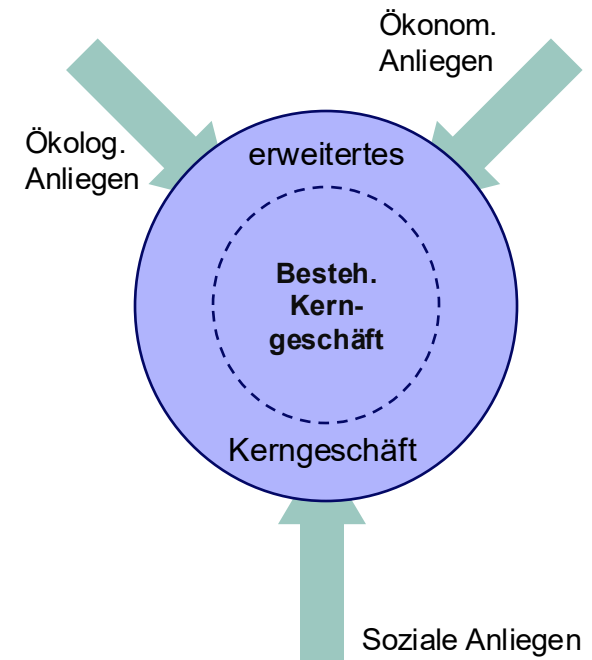 Ökonom.
Anliegen
Ökolog.
Anliegen
erweitertes
Besteh.
Kern-
geschäft
Kerngeschäft
Soziale Anliegen